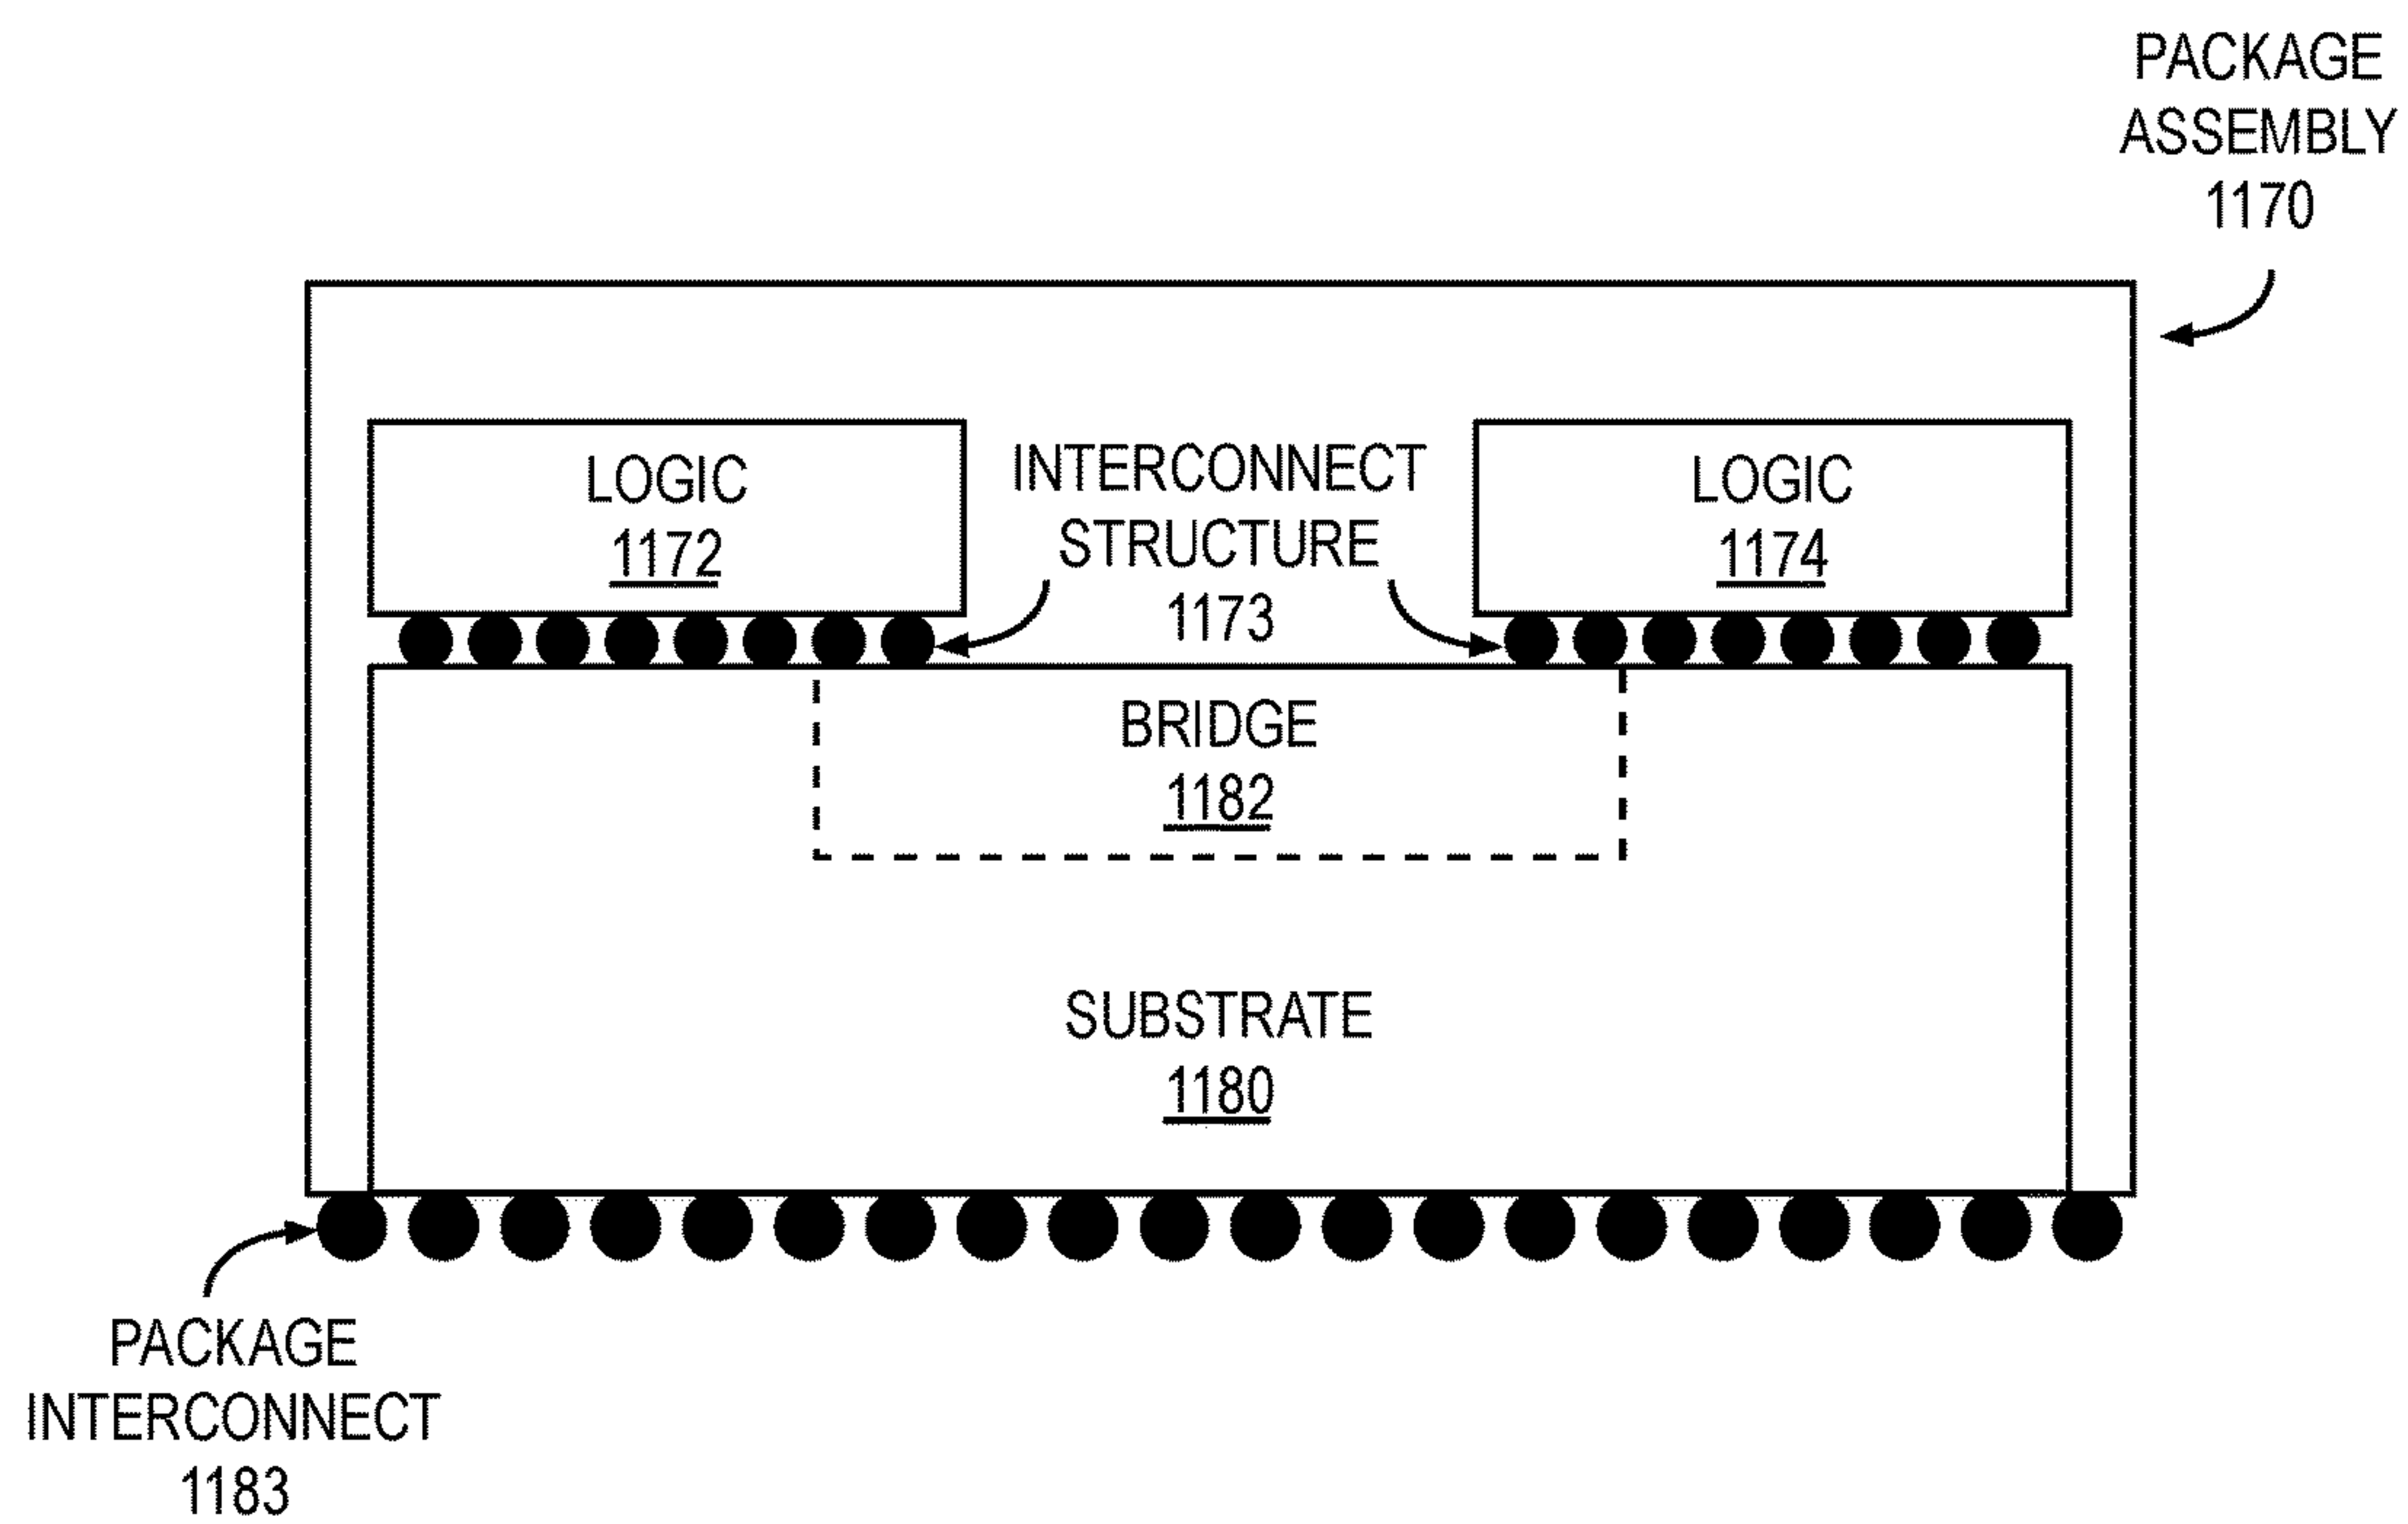 PACKAGE
ASSEMBLY
1170
LOGIC
1172
INTERCONNECT
STRUCTURE
1173
LOGIC
1174
BRIDGE
1182
SUBSTRATE
1180
PACKAGE
INTERCONNECT
1183